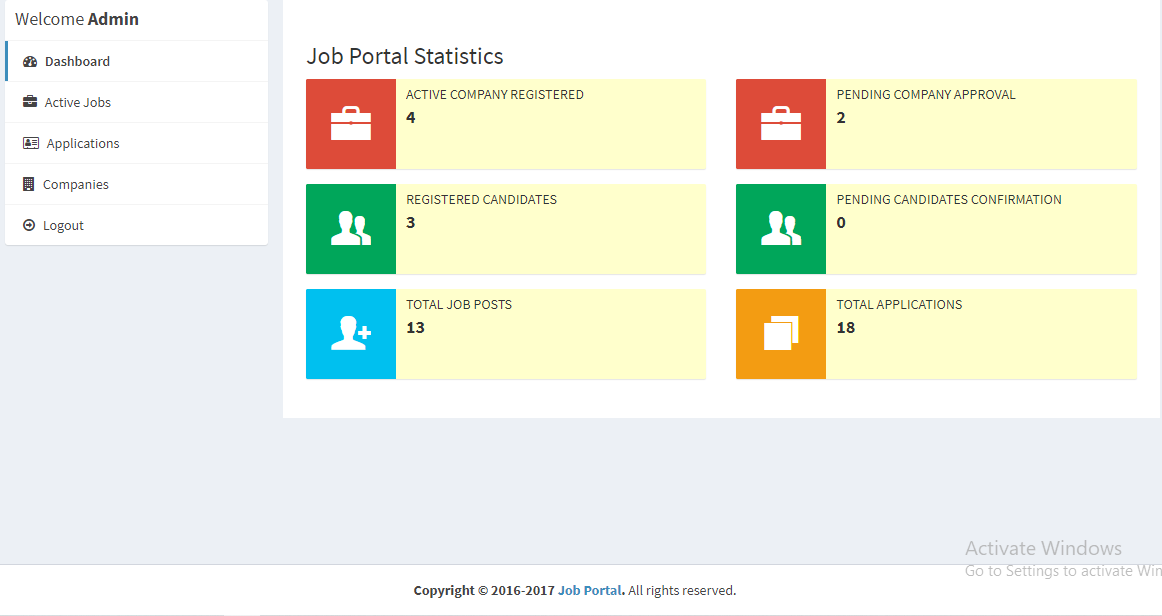 Welcome Admin
Dashboard
Active Jobs
Applications
Companies
Logout
Job Portal Statistics
ACTIVE COMPANY REGISTERED
4
PENDING COMPANY APPROVAL
2
REGISTERED CANDIDATES
3
PENDING CANDIDATES CONFIRMATION
0
TOTAL JOB POSTS
13
TOTAL APPLICATIONS
18
Activate Windows
Go to Settings to activate Win
Copyright © 2016-2017 Job Portal. All rights reserved.